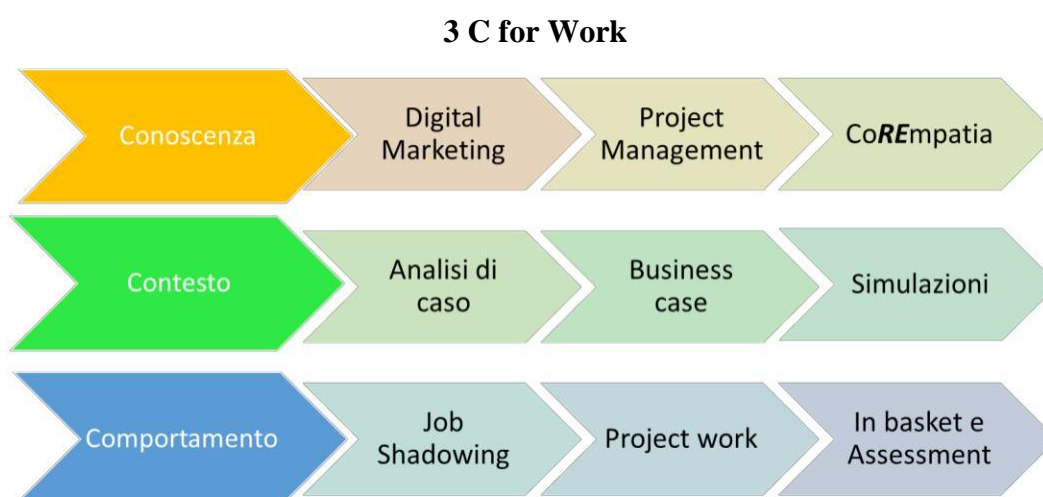 3 C for Work
Conoscenza
Digital
Marketing
Project
Management
CoREmpatia
Contesto
Analisi di
caso
Business
case
Simulazioni
Comportamento
Job
Shadowing
Project work
In basket e
Assessment